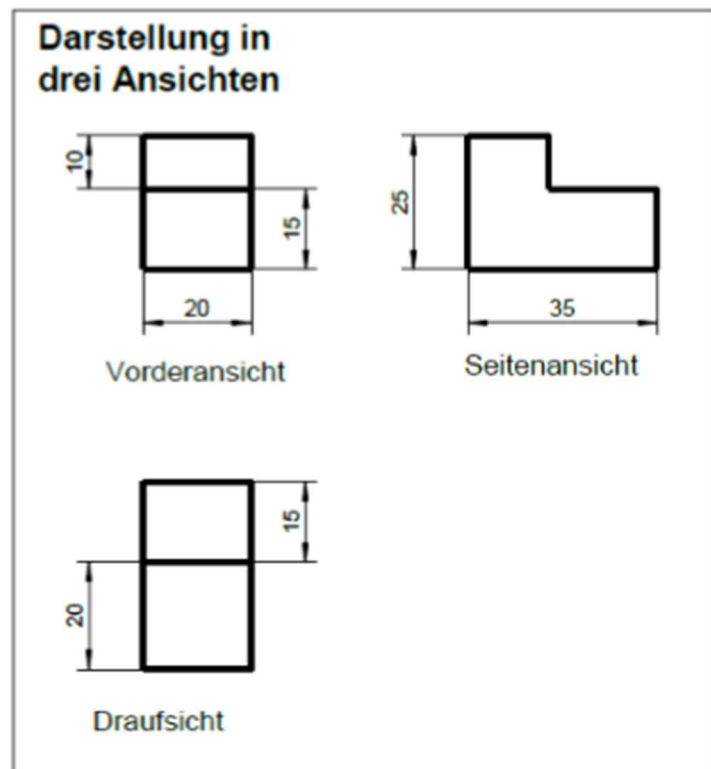 Darstellung in
drei Ansichten
10
15
20
Vorderansicht
25
35
Seitenansicht
15
20
Draufsicht